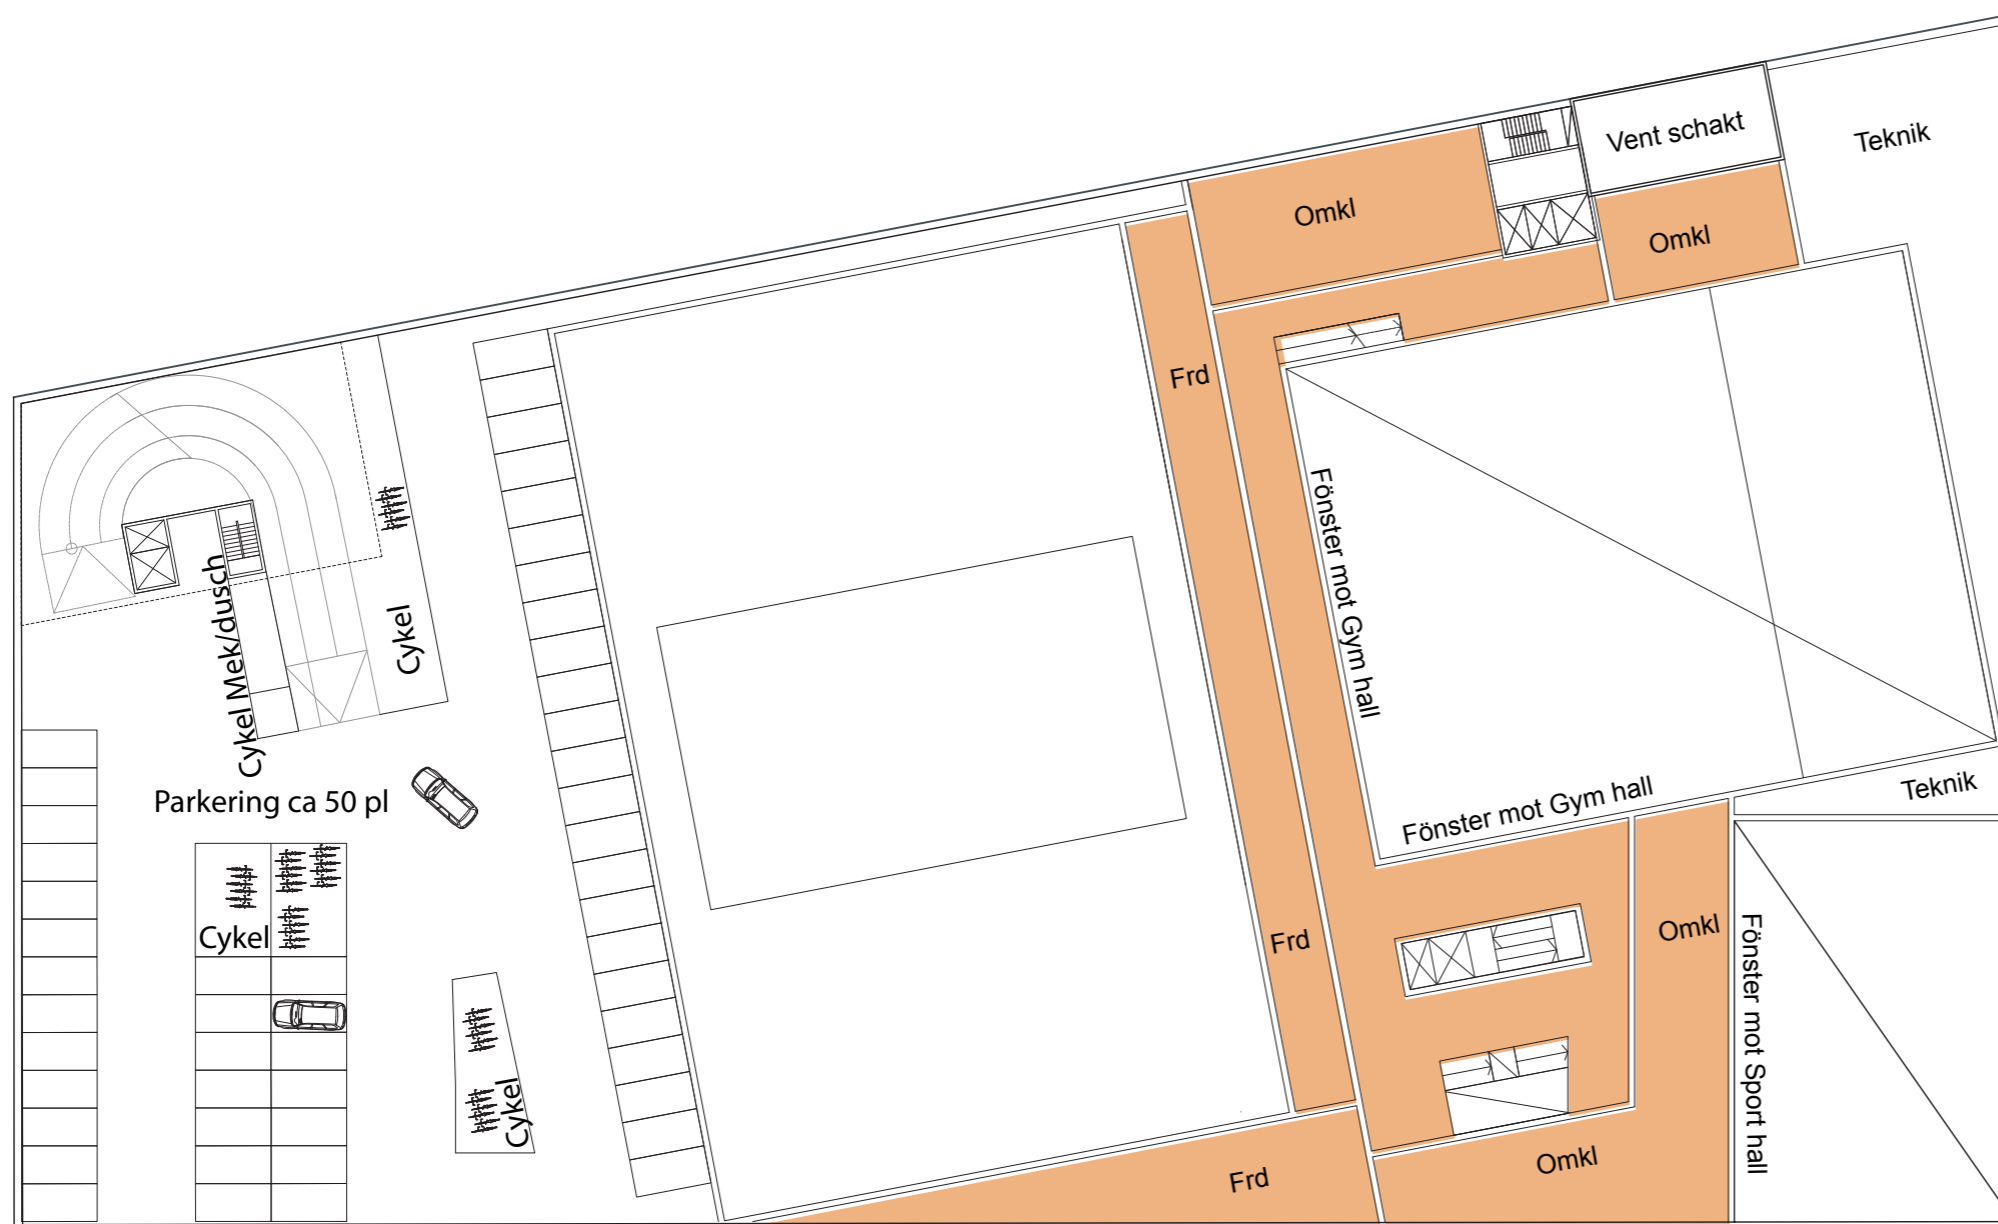 Vent schakt
Teknik
Omkl
Omkl
Frd
Fönster mot Gym hall
Cykel Mek/dusch
Cykel
Parkering ca 50 pl
Fönster mot Gym hall
Teknik
Cykel
Frd
Omkl
Fönster mot Sport hall
Cykel
Frd
Omkl